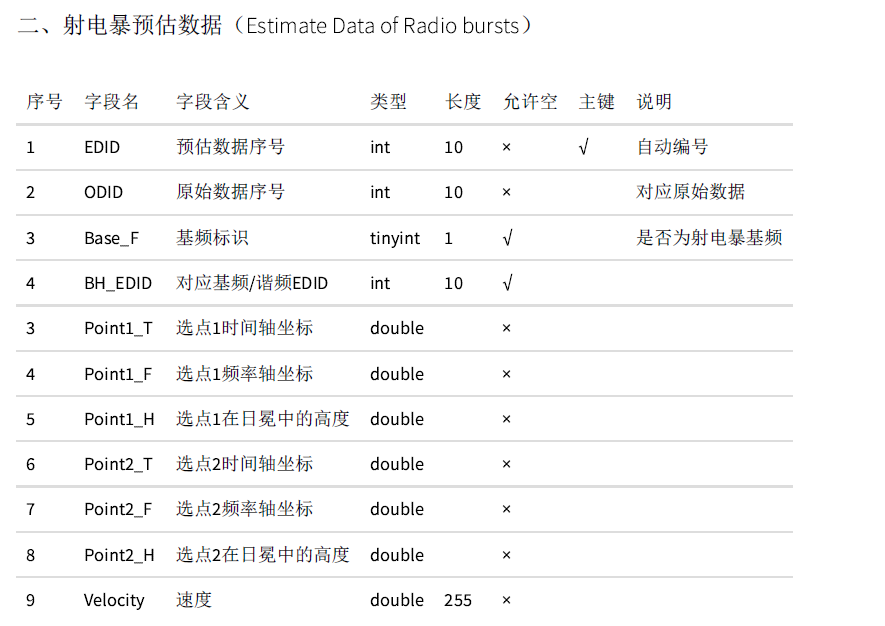 二、射电暴预估数据（Estimate Data of Radio bursts）
序号 字段名 字段含义 类型 长度 允许空 主键 说明
1 EDID 预估数据序号 int 10 × √ 自动编号
2 ODID 原始数据序号 int 10 × 对应原始数据
3 Base_F 基频标识 tinyint 1 √ 是否为射电暴基频
4 BH_EDID 对应基频/谐频EDID int 10 √
3 Point1_T 选点1时间轴坐标 double ×
4 Point1_F 选点1频率轴坐标 double ×
5 Point1_H 选点1在日冕中的高度 double ×
6 Point2_T 选点2时间轴坐标 double ×
7 Point2_F 选点2频率轴坐标 double ×
8 Point2_H 选点2在日冕中的高度 double ×
9 Velocity 速度 double 255 ×